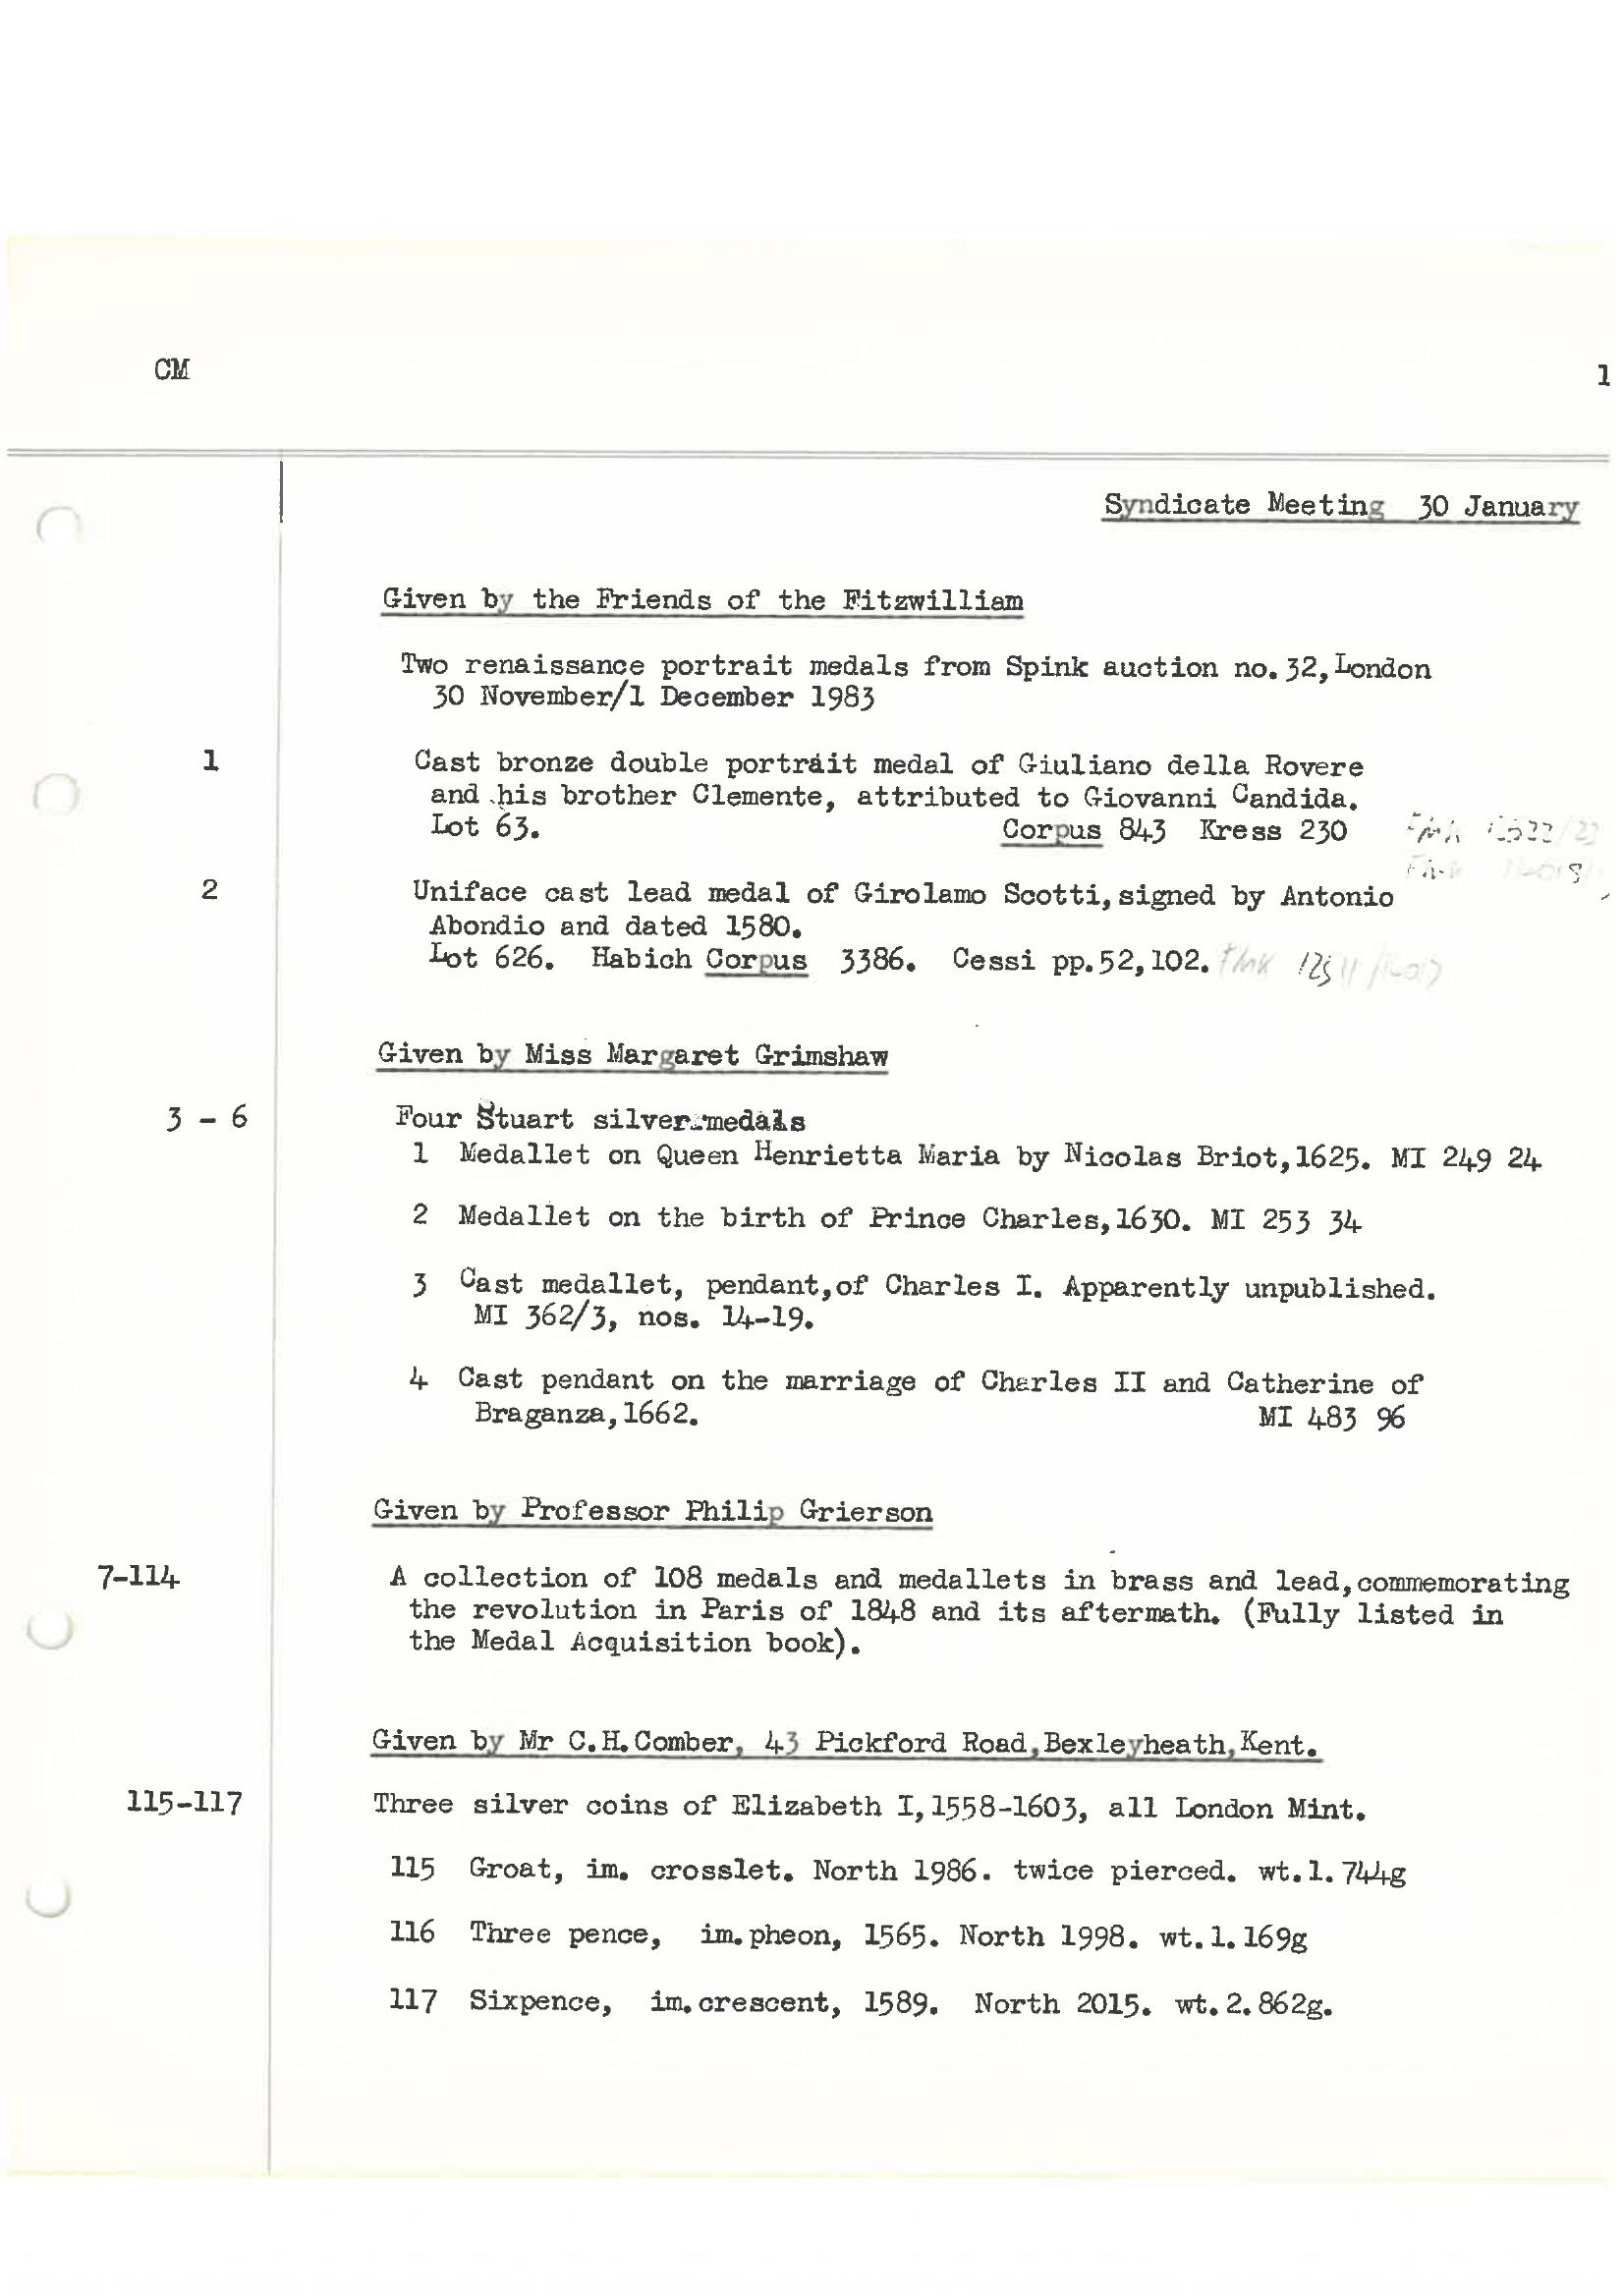 CM
1
Syndicate Meeting 30 January
Given by the Friends of the Fitzwilliam
Two renaissance portrait medals from Spink auction no.32,London
30 November/1 December 1983
1 Cast bronze double portrait medal of Giuliano della Rovere
and his brother Clemente, attributed to Giovanni Candida.
Lot 63. Corpus 843 Kress 230
2 Uniface cast lead medal of Girolamo Scotti,signed by Antonio
Abondio and dated 1580.
Lot 626. Habich Corpus 3386. Cessi pp.52,102.
Given by Miss Margaret Grimshaw
3 - 6 Four Stuart silver medals
1 Medallet on Queen Henrietta Maria by Nicolas Briot,1625. MI 249 24
2 Medallet on the birth of Prince Charles,1630. MI 253 34
3 Cast medallet, pendant,of Charles I. Apparently unpublished.
MI 362/3, nos. 14-19.
4 Cast pendant on the marriage of Charles II and Catherine of
Braganza,1662. MI 483 96
Given by Professor Philip Grierson
7-114 A collection of 108 medals and medallets in brass and lead,commemorating
the revolution in Paris of 1848 and its aftermath. (Fully listed in
the Medal Acquisition book).
Given by Mr C.H.Comber, 43 Pickford Road,Bexleyheath,Kent.
115-117 Three silver coins of Elizabeth I,1558-1603, all London Mint.
115 Groat, im. crosslet. North 1986. twice pierced. wt.1.744g
116 Three pence, im.pheon, 1565. North 1998. wt.1.169g
117 Sixpence, im.crescent, 1589. North 2015. wt.2.862g.